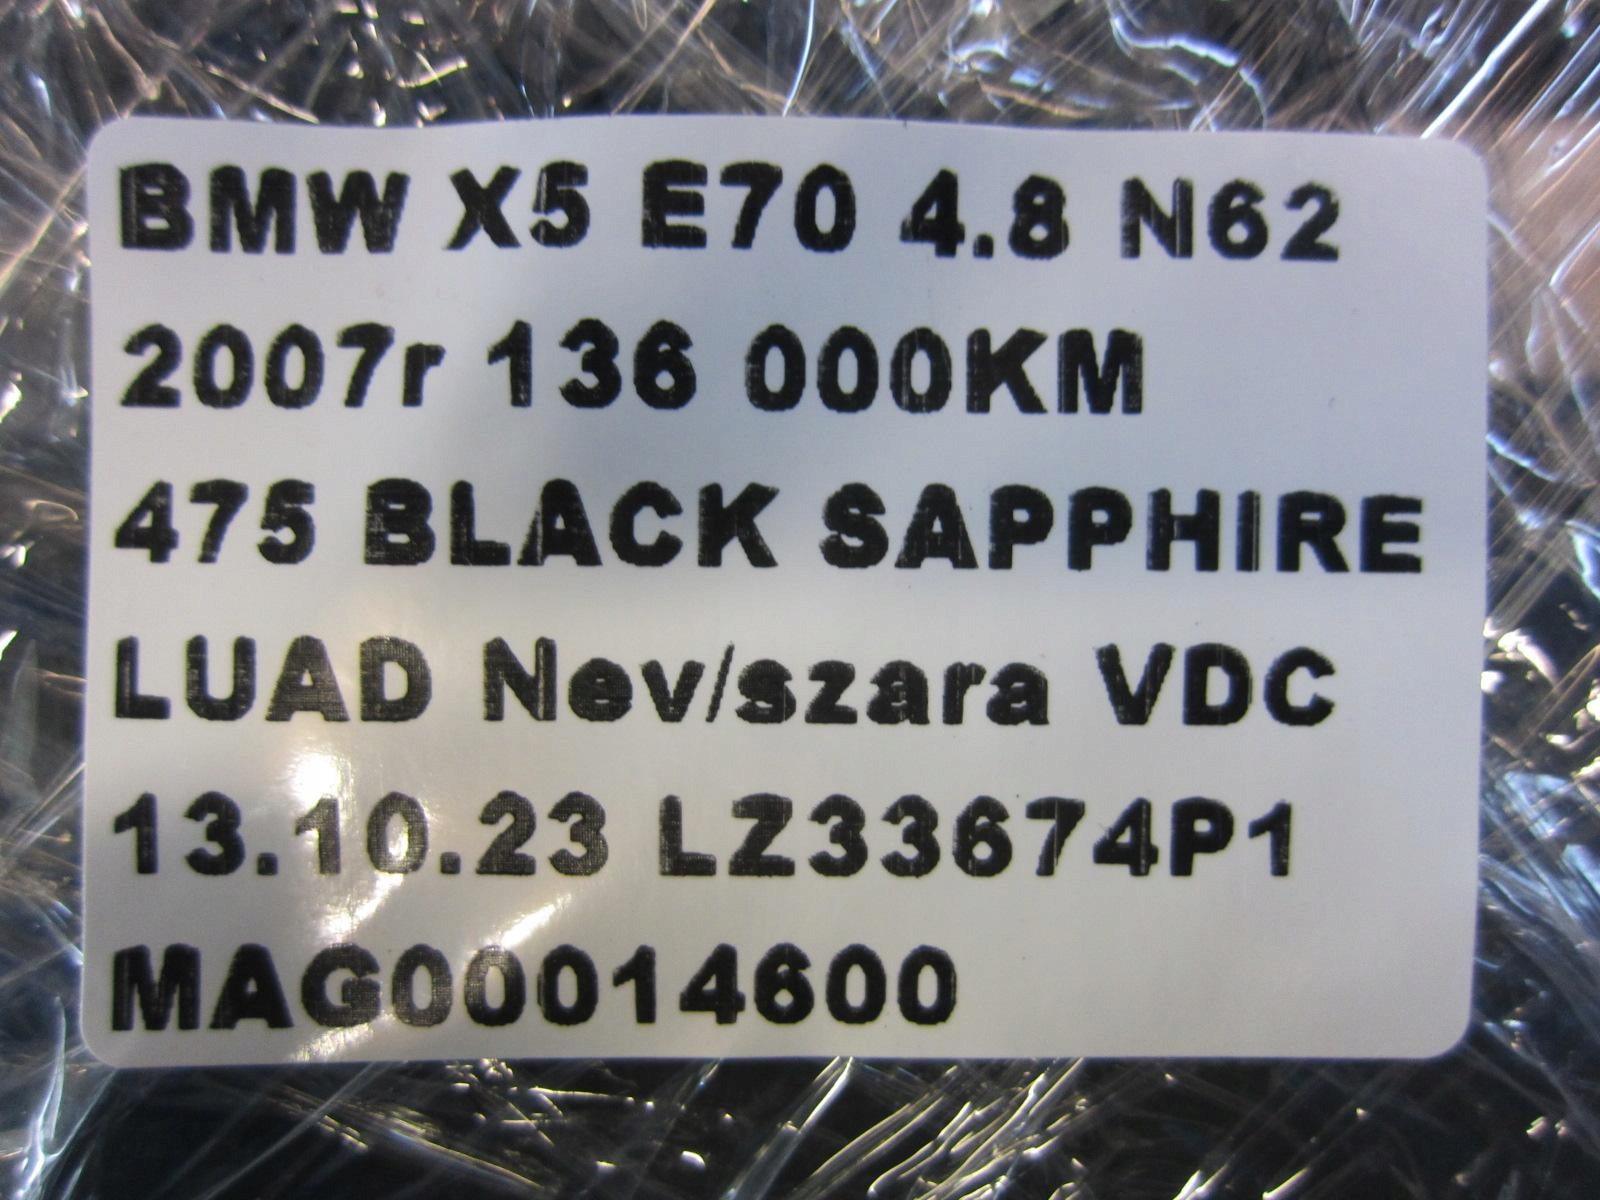 BMW X5 E70 4.8 N62
2007r 136 000KM
475 BLACK SAPPHIRE
LUAD Nev/szara VDC
13.10.23 LZ33674P1
MAG00014600